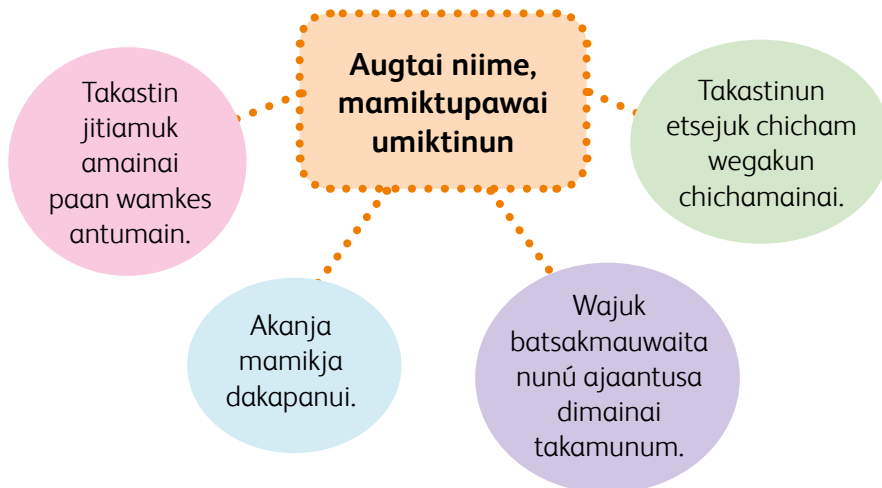 Augtai niime,
mamiktupawai
umiktinun
Takastin
jitiamuk
amainai
paan wamkes
antumain.
Takastinun
etsejuk chicham
wegakun
chichamainai.
Akanja
mamikja
dakapanui.
Wajuk
batsakmauwaita
nunú ajaantusa
dimainai
takamunum.